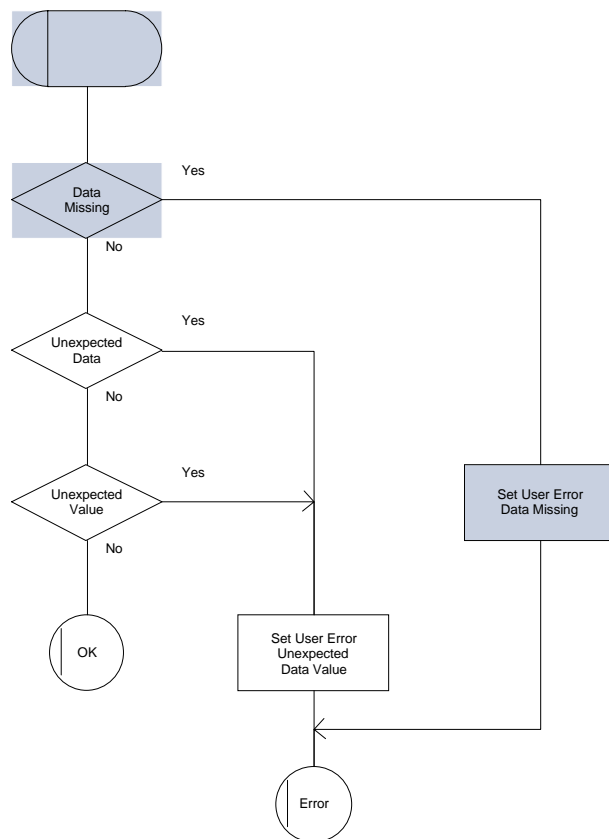 Yes
Data
Missing
No
Yes
Unexpected
Data
No
Yes
Unexpected
Value
Set User Error
Data Missing
No
OK
Set User Error
Unexpected
Data Value
Error